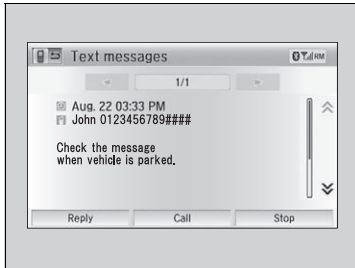 Text messages
RM
1/1
Aug. 22 03:33 PM
John 0123456789####
Check the message
when vehicle is parked.
Reply Call Stop